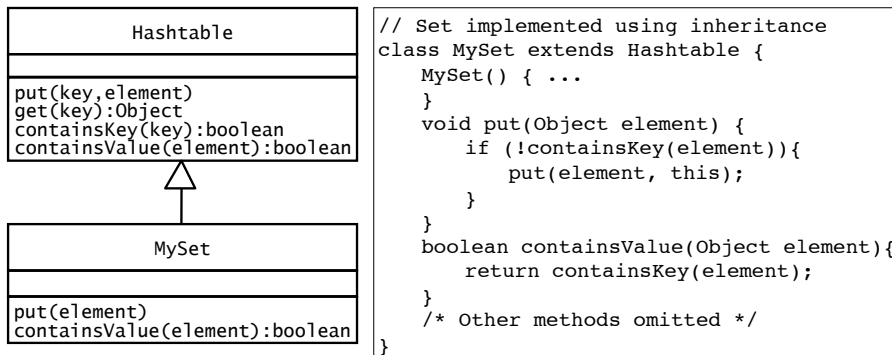 Hashtable
put(key,element)
get(key):Object
containsKey(key):boolean
containsValue(element):boolean
MySet
put(element)
containsValue(element):boolean
// Set implemented using inheritance
class MySet extends Hashtable {
MySet() { ...
}
void put(Object element) {
if (!containsKey(element)){
put(element, this);
}
}
boolean containsValue(Object element){
return containsKey(element);
}
/* Other methods omitted */
}